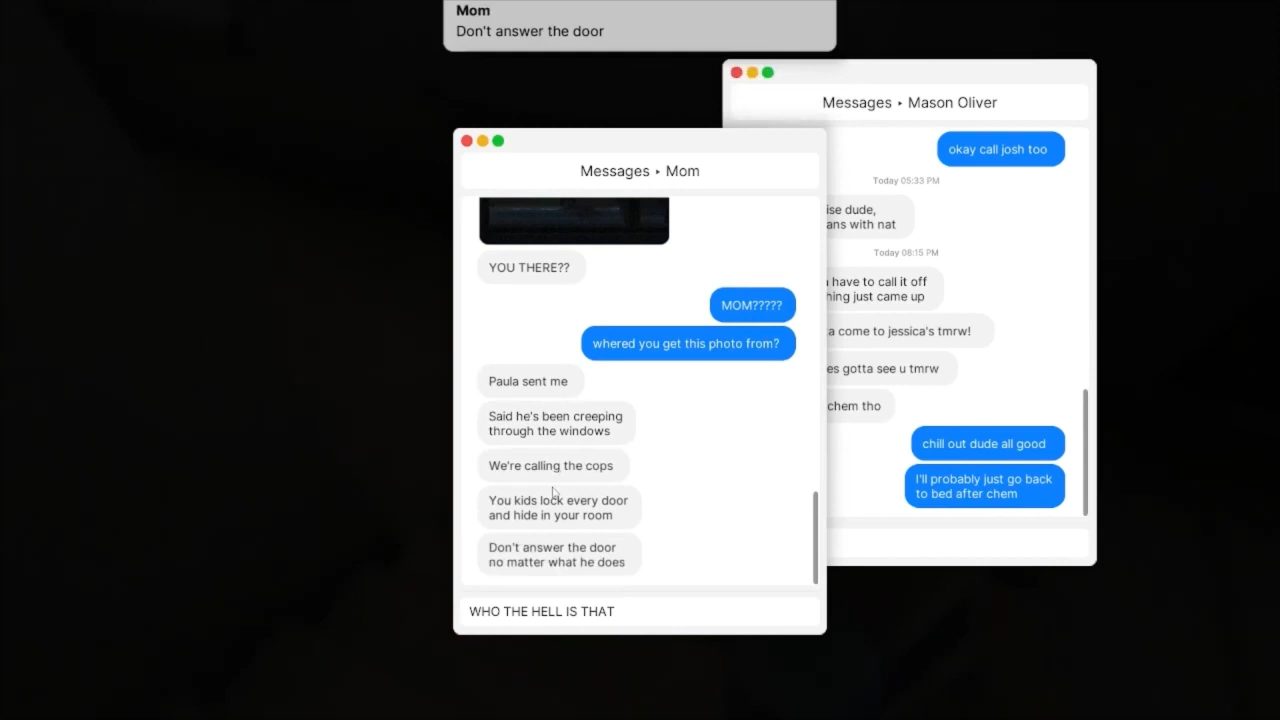 Mom
Don't answer the door
Messages ‣ Mason Oliver
okay call josh too
Today 05:33 PM
dude,
with nat
Today 08:15 PM
have to call it off
just came up
come to jessica's tmrw!
gotta see u tmrw
chem tho
chill out dude all good
I'll probably just go back
to bed after chem
Messages ‣ Mom
YOU THERE??
MOM?????
whered you get this photo from?
Paula sent me
Said he's been creeping
through the windows
We're calling the cops
You kids lock every door
and hide in your room
Don't answer the door
no matter what he does
WHO THE HELL IS THAT